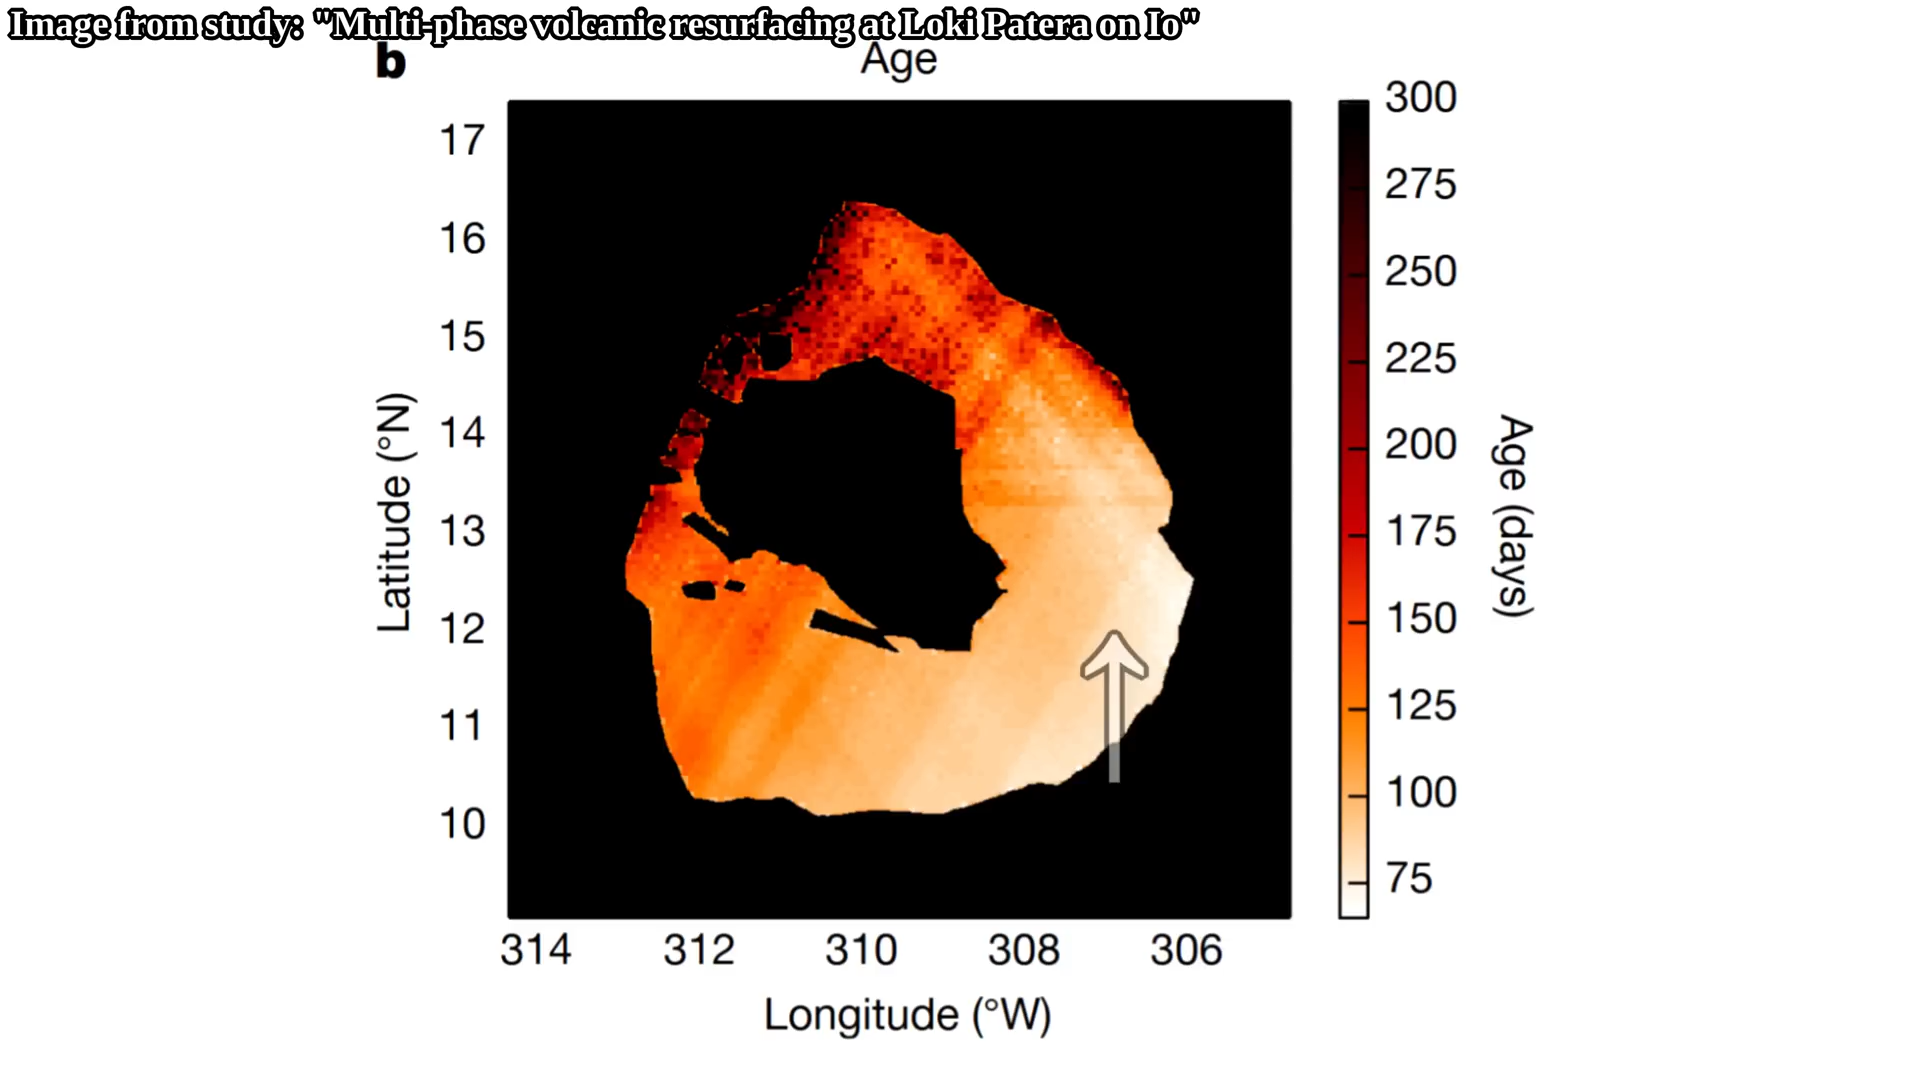 Image from study: "Multi-phase volcanic resurfacing at Loki Patera on Io"
b
Age
17
16
15
14
13
12
11
10
Latitude (°N)
314 312 310 308 306
Longitude (°W)
300
275
250
225
200
175
150
125
100
75
Age (days)